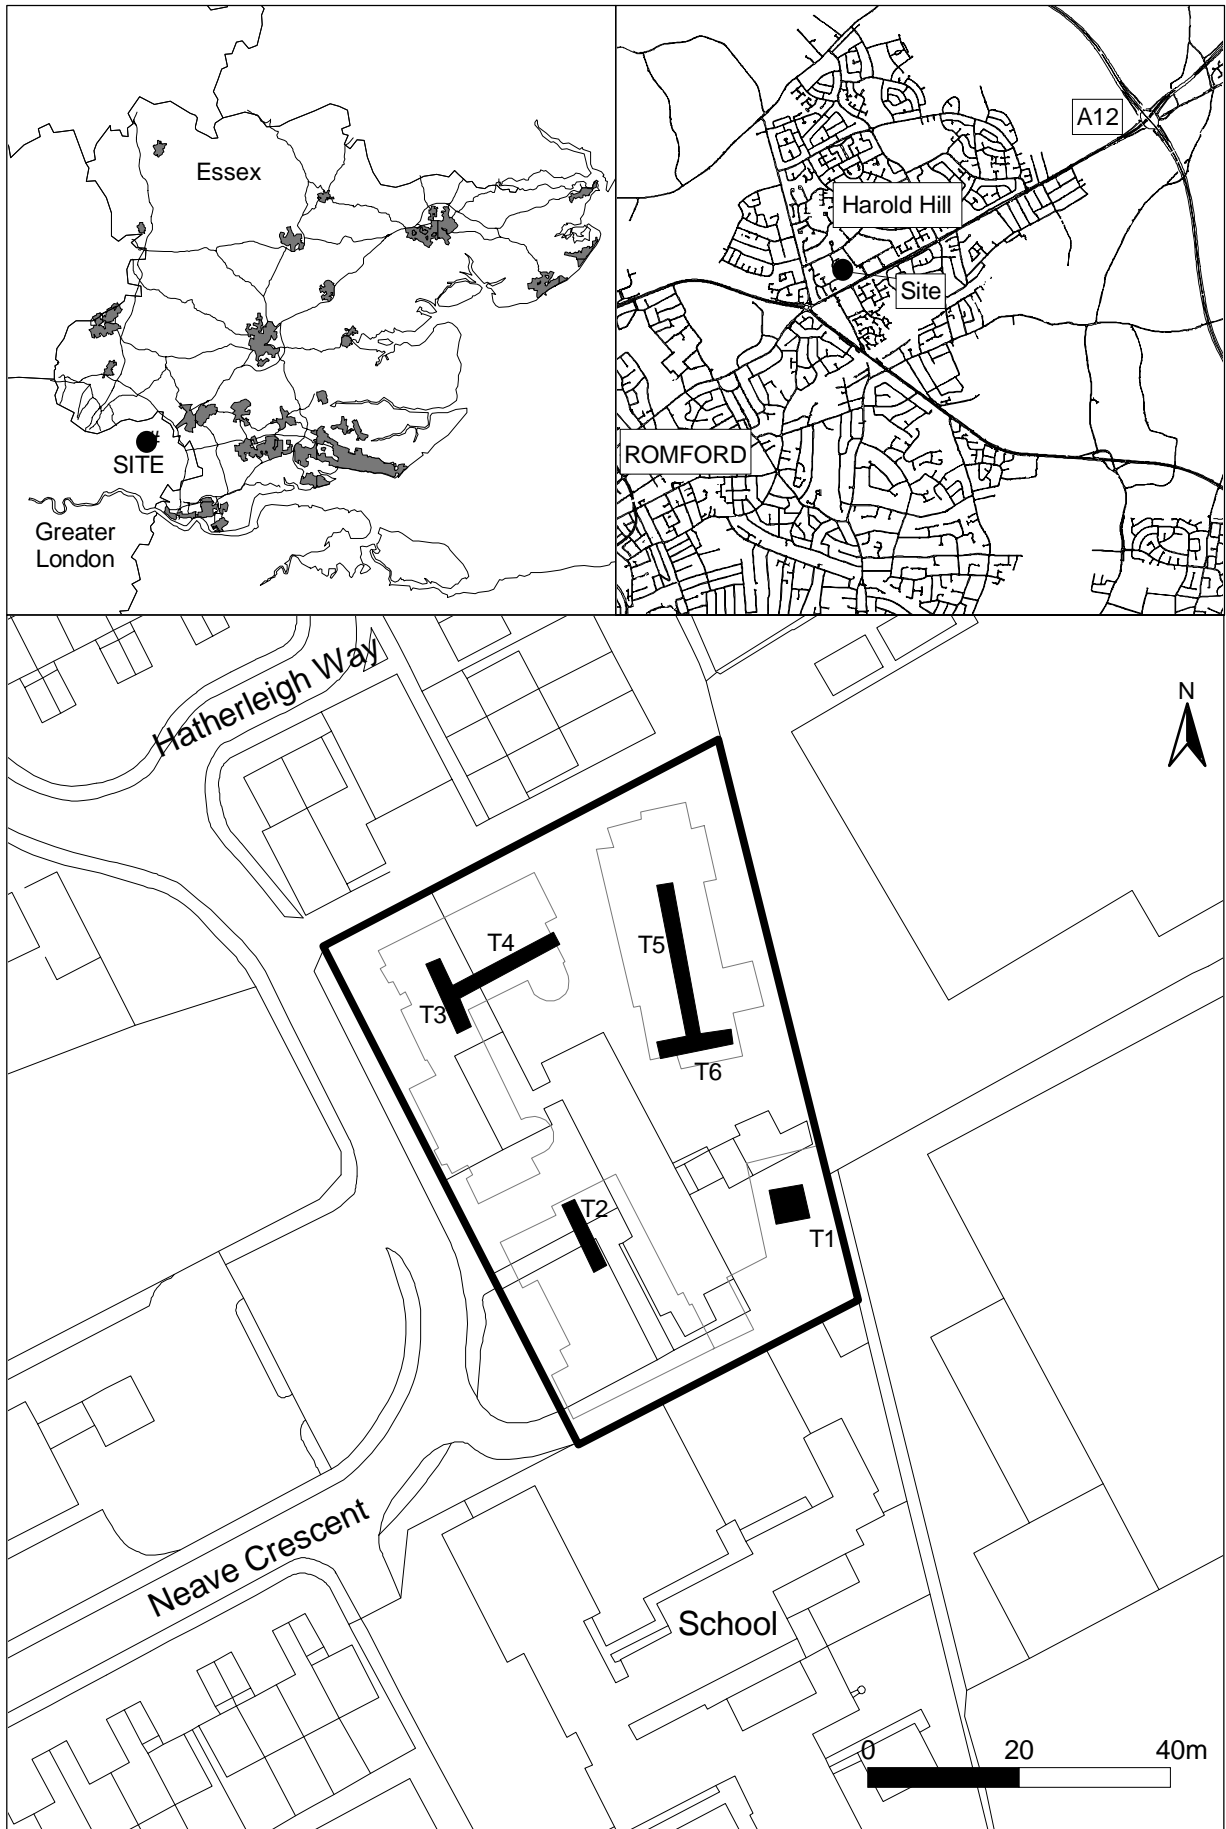 Essex
SITE
Greater
London
A12
Harold Hill
Site
ROMFORD
Hatherleigh Way
N
T4
T5
T3
T6
T2
T1
Neave Crescent
School
0 20 40m